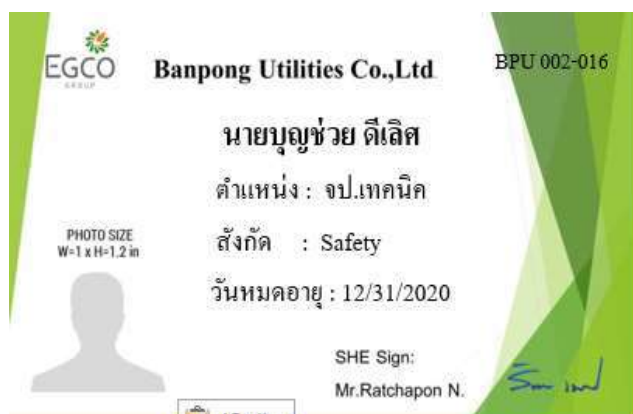 EGCO
GROUP
Banpong Utilities Co.,Ltd
BPU 002-016
นายบุญช่วย ดีเลิศ
ตำแหน่ง : จป.เทคนิค
PHOTO SIZE
W=1 x H=1.2 in
สังกัด : Safety
วันหมดอายุ : 12/31/2020
SHE Sign:
Mr.Ratchapon N.